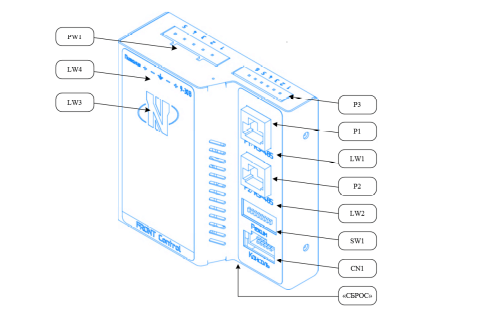 PW1
LW4
LW3
P3
P1
LW1
P2
LW2
SW1
CN1
«СБРОС»
Режим
Консоль
FRONT Control